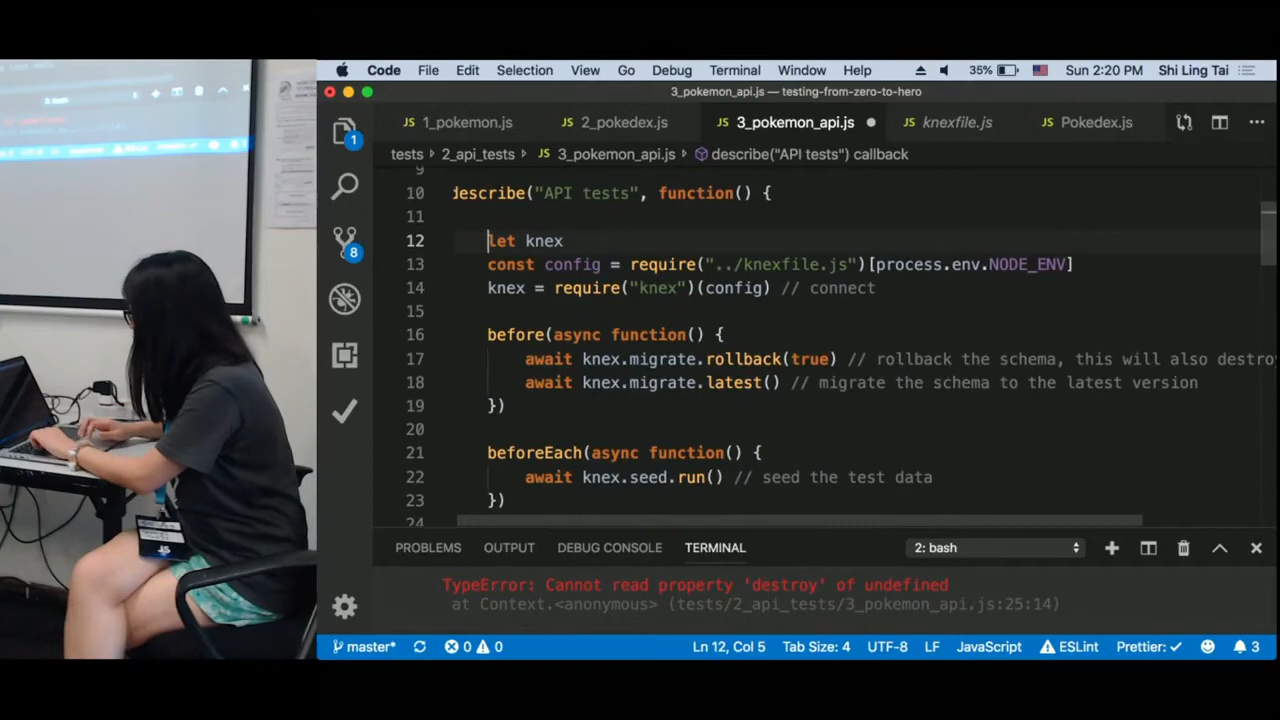 Code File Edit Selection View Go Debug Terminal Window Help 35% Sun 2:20 PM Shi Ling Tai
3_pokemon_api.js — testing-from-zero-to-hero
JS 1_pokemon.js JS 2_pokedex.js JS 3_pokemon_api.js JS knexfile.js JS Pokedex.js
1
tests 2_api_tests JS 3_pokemon_api.js describe("API tests") callback
9
10 describe("API tests", function() {
11
12 let knex
8
13 const config = require("../knexfile.js")[process.env.NODE_ENV]
14 knex = require("knex")(config) // connect
15
16 before(async function() {
17 await knex.migrate.rollback(true) // rollback the schema, this will also destro
18 await knex.migrate.latest() // migrate the schema to the latest version
19 })
20
21 beforeEach(async function() {
22 await knex.seed.run() // seed the test data
23 })
24
PROBLEMS OUTPUT DEBUG CONSOLE TERMINAL 2: bash
TypeError: Cannot read property 'destroy' of undefined
at Context.<anonymous> (tests/2_api_tests/3_pokemon_api.js:25:14)
master* 0 0 Ln 12, Col 5 Tab Size: 4 UTF-8 LF JavaScript ESLint Prettier: ✓ 3
JS